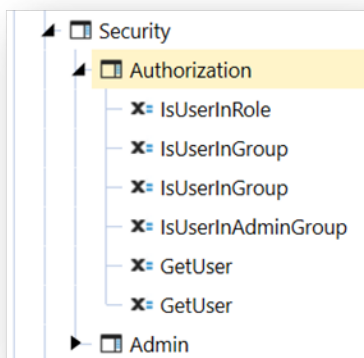 Security
Authorization
IsUserInRole
IsUserInGroup
IsUserInGroup
IsUserInAdminGroup
GetUser
GetUser
Admin